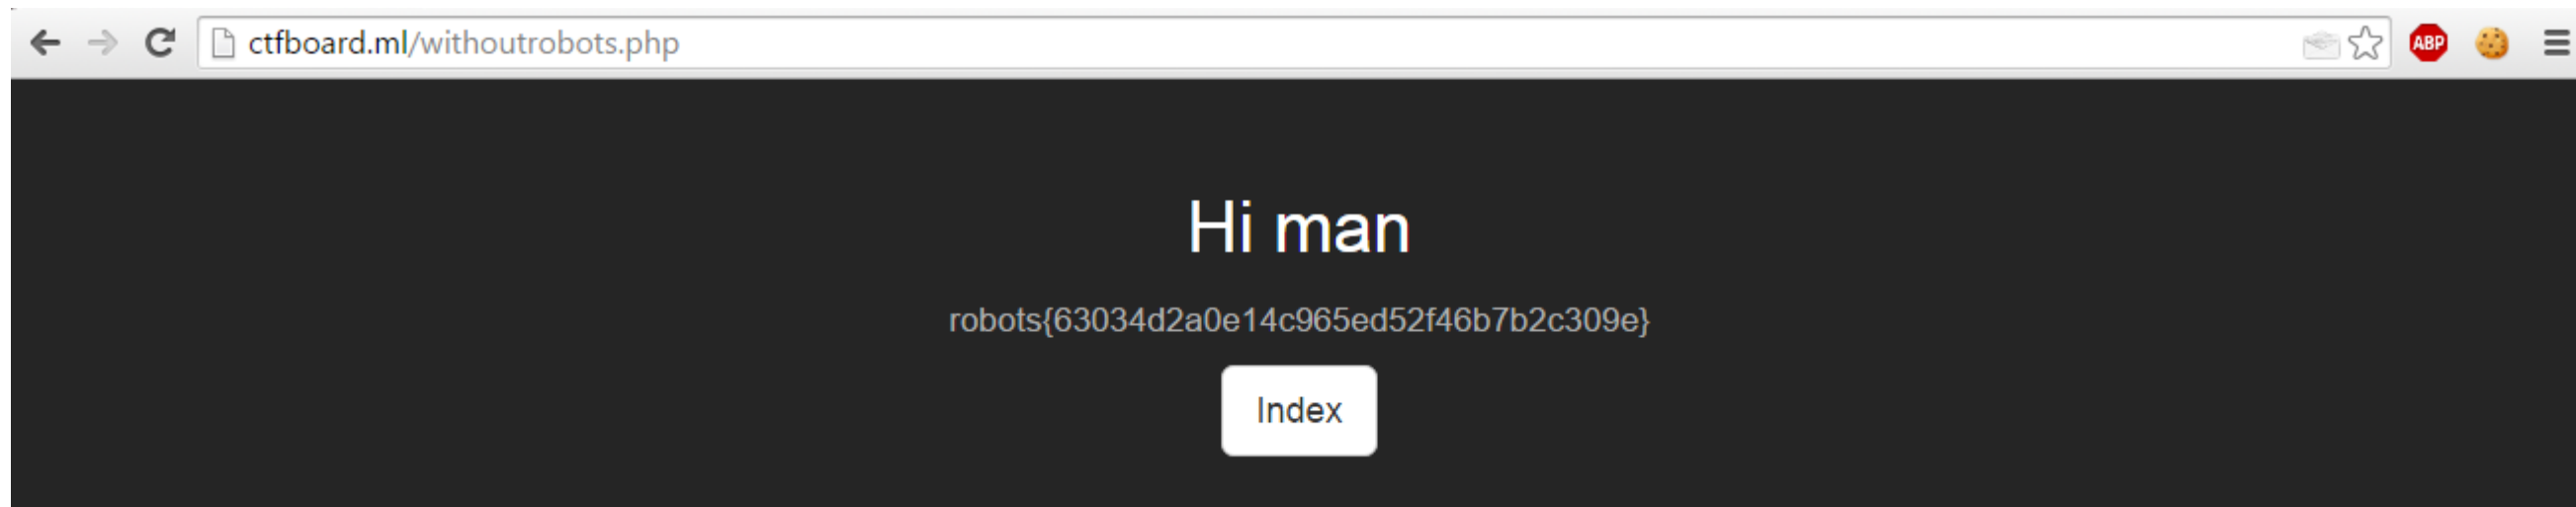 ctfboard.ml/withoutrobots.php
ABP
Hi man
robots{63034d2a0e14c965ed52f46b7b2c309e}
Index